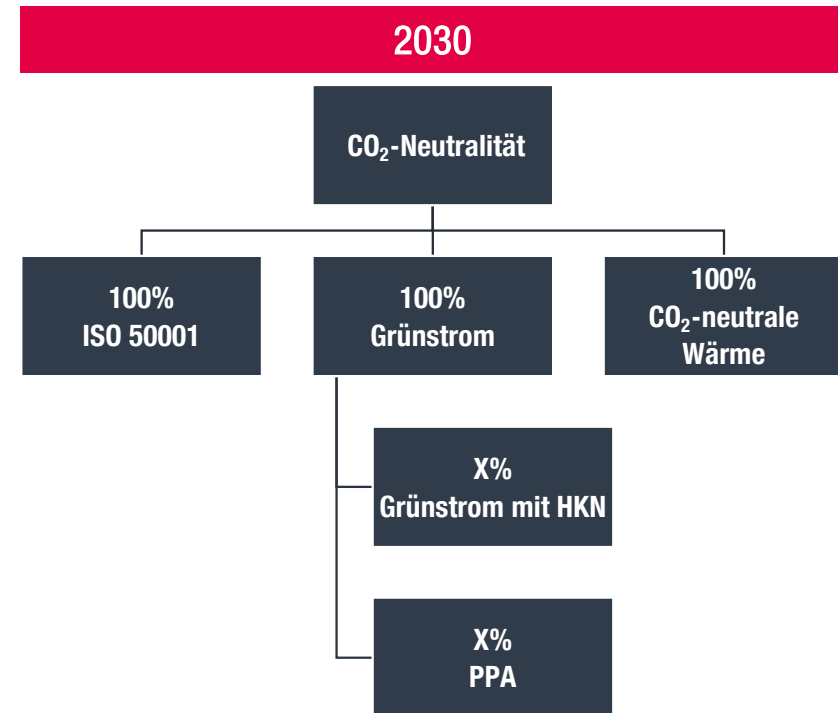 2030
CO₂-Neutralität
100%
ISO 50001
100%
Grünstrom
100%
CO₂-neutrale
Wärme
X%
Grünstrom mit HKN
X%
PPA